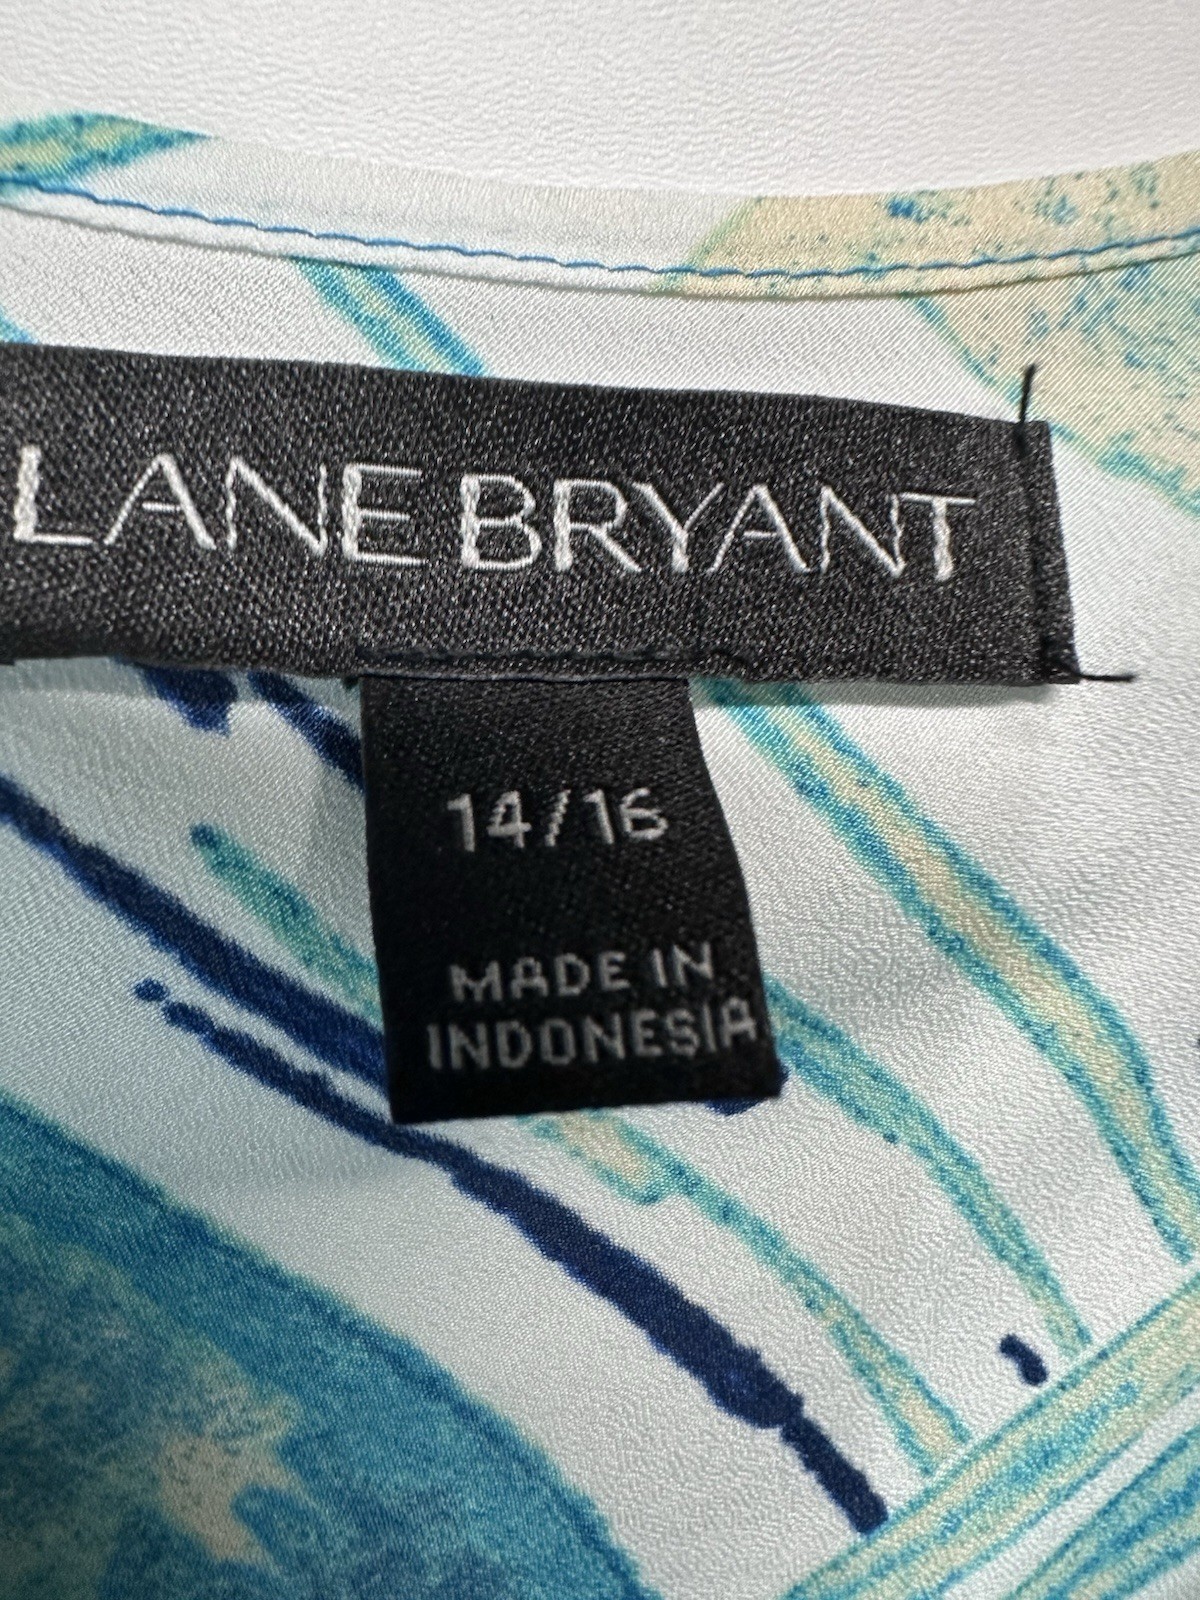 LANE BRYANT
14/16
MADE IN
INDONESIA